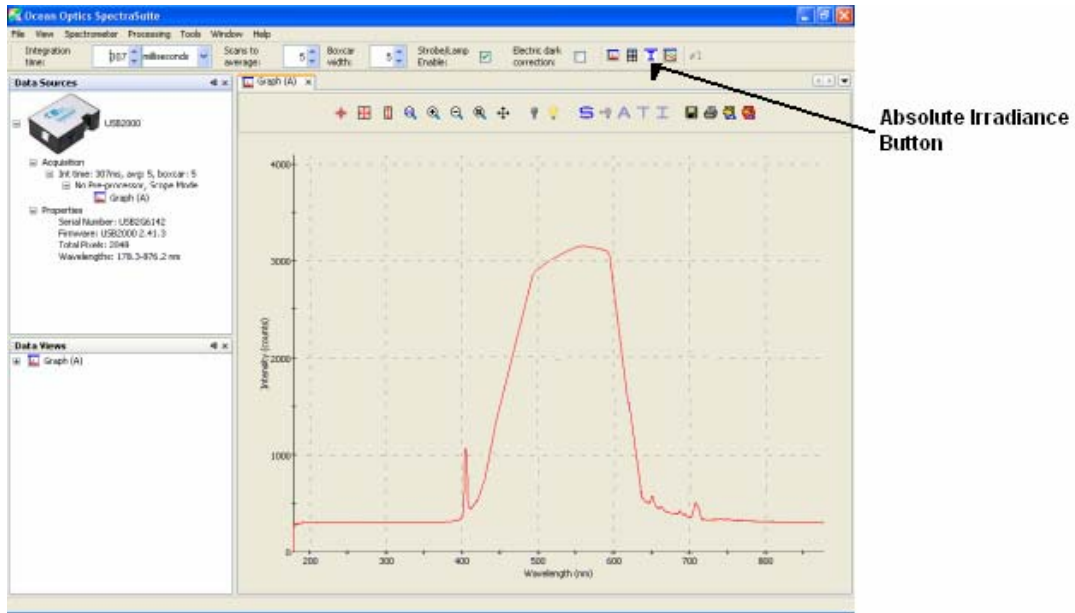 Ocean Optics SpectraSuite
File View Spectrometer Processing Tools Window Help
Integration time: 307 milliseconds Scans to average: 5 Boxcar width: 5 Strobe/Lamp Enable: Electric dark correction:
Absolute Irradiance
Button
Data Sources
Graph (A)
USB2000
S A T I
Acquisition
Int time: 307ms, avg: 5, boxcar: 5
No Pre-processor, Scope Mode
Graph (A)
Properties
Serial Number: USB2G6142
Firmware: USB2000 2.41.3
Total Pixels: 2048
Wavelengths: 178.3-876.2 nm
Data Views
Graph (A)
4000
3000
2000
1000
0
Intensity (counts)
200 300 400 500 600 700 800
Wavelength (nm)